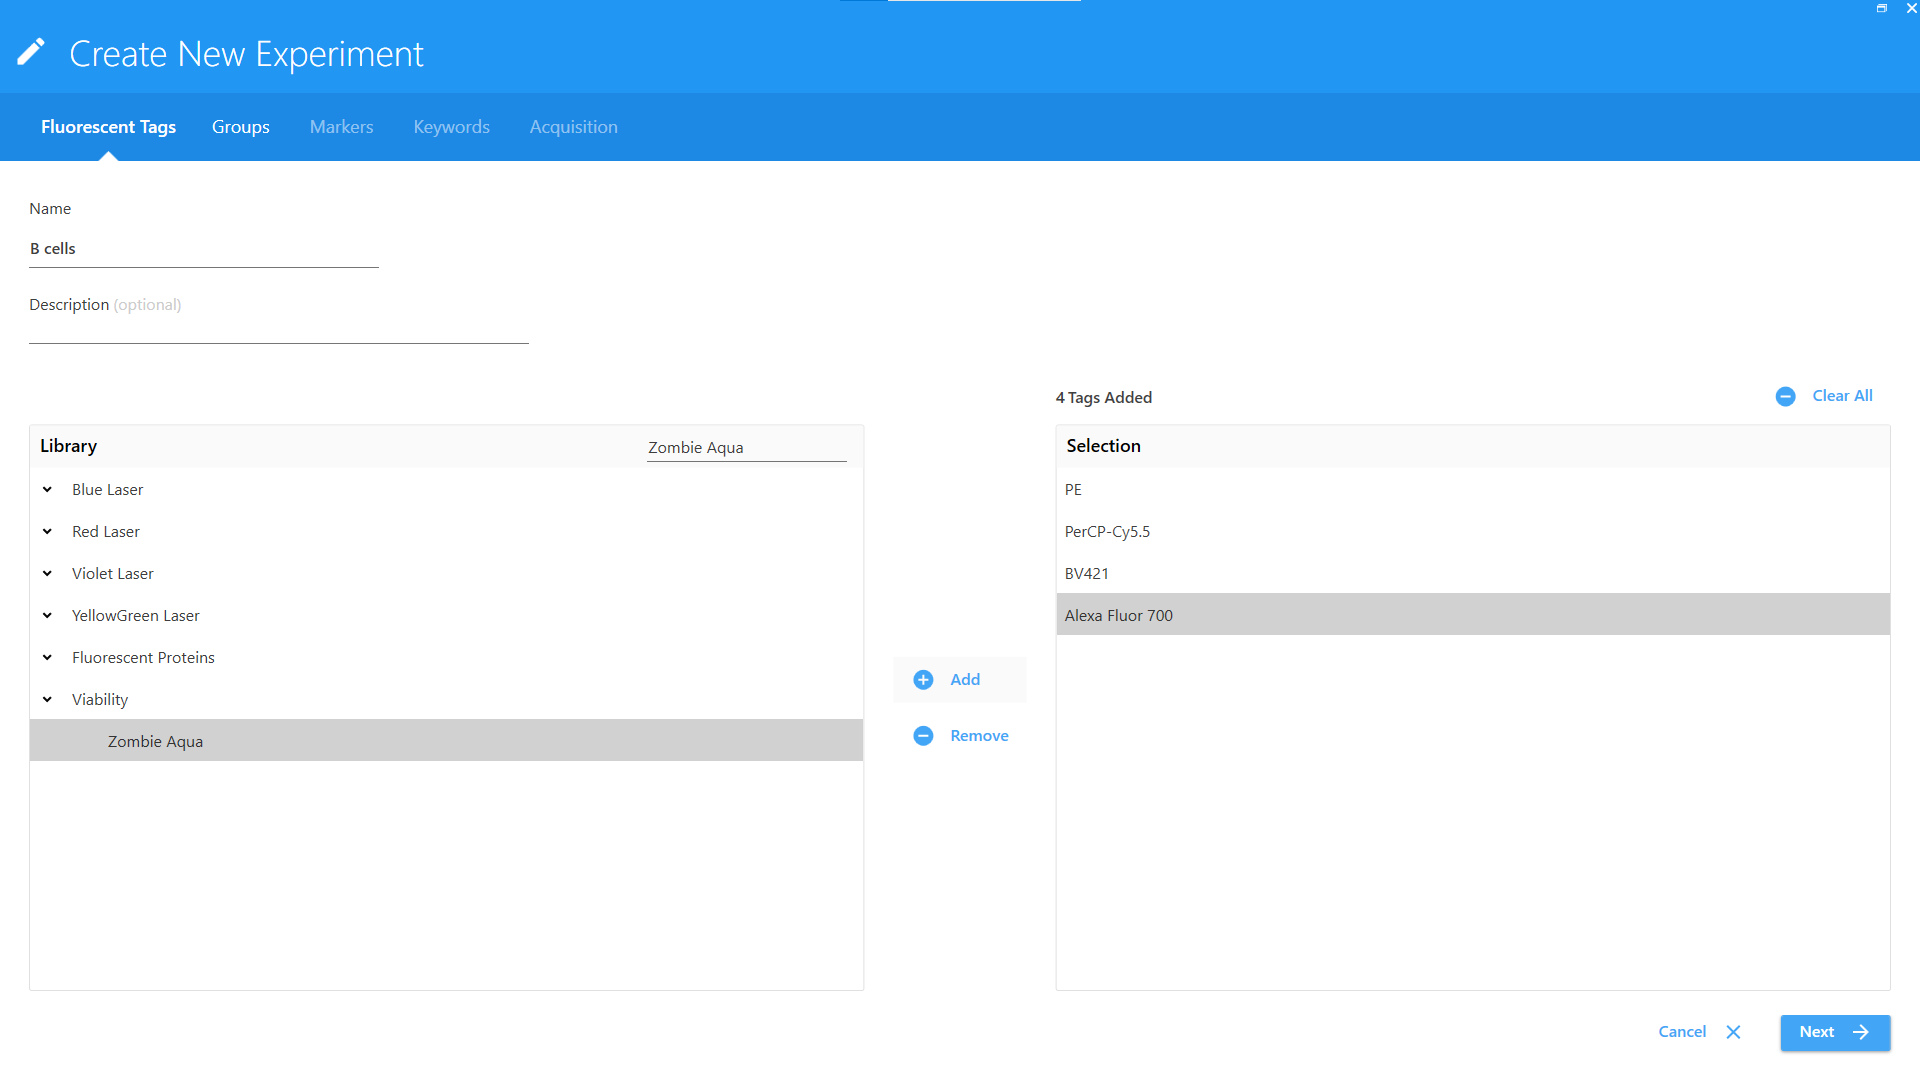 Create New Experiment
Fluorescent Tags Groups Markers Keywords Acquisition
Name
B cells
Description (optional)
4 Tags Added
Clear All
Library
Zombie Aqua
Blue Laser
Red Laser
Violet Laser
YellowGreen Laser
Fluorescent Proteins
Viability
Zombie Aqua
Add
Remove
Selection
PE
PerCP-Cy5.5
BV421
Alexa Fluor 700
Cancel
Next